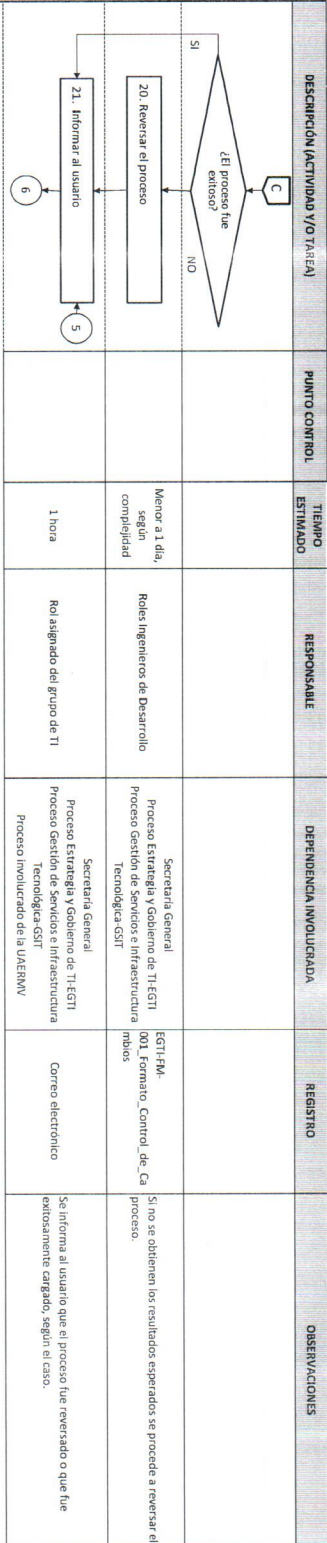 DESCRIPCIÓN (ACTIVIDAD Y/O TAREA)
PUNTO CONTROL
TIEMPO
ESTIMADO
RESPONSABLE
DEPENDENCIA INVOLUCRADA
REGISTRO
OBSERVACIONES
C
¿El proceso fue
exitoso?
SI
NO
20. Reversar el proceso
Menor a 1 día,
según
complejidad
Roles Ingenieros de Desarrollo
Secretaría General
Proceso Estrategia y Gobierno de TI-EGTI
Proceso Gestión de Servicios e Infraestructura
Tecnológica-GSIT
EGTI-FM-
001_Formato_Control_de_Ca
mbios
Si no se obtienen los resultados esperados se procede a reversar el
proceso.
21. Informar al usuario
5
6
1 hora
Rol asignado del grupo de TI
Secretaría General
Proceso Estrategia y Gobierno de TI-EGTI
Proceso Gestión de Servicios e Infraestructura
Tecnológica-GSIT
Proceso involucrado de la UAERMV
Correo electrónico
Se informa al usuario que el proceso fue reversado o que fue
exitosamente cargado, según el caso.